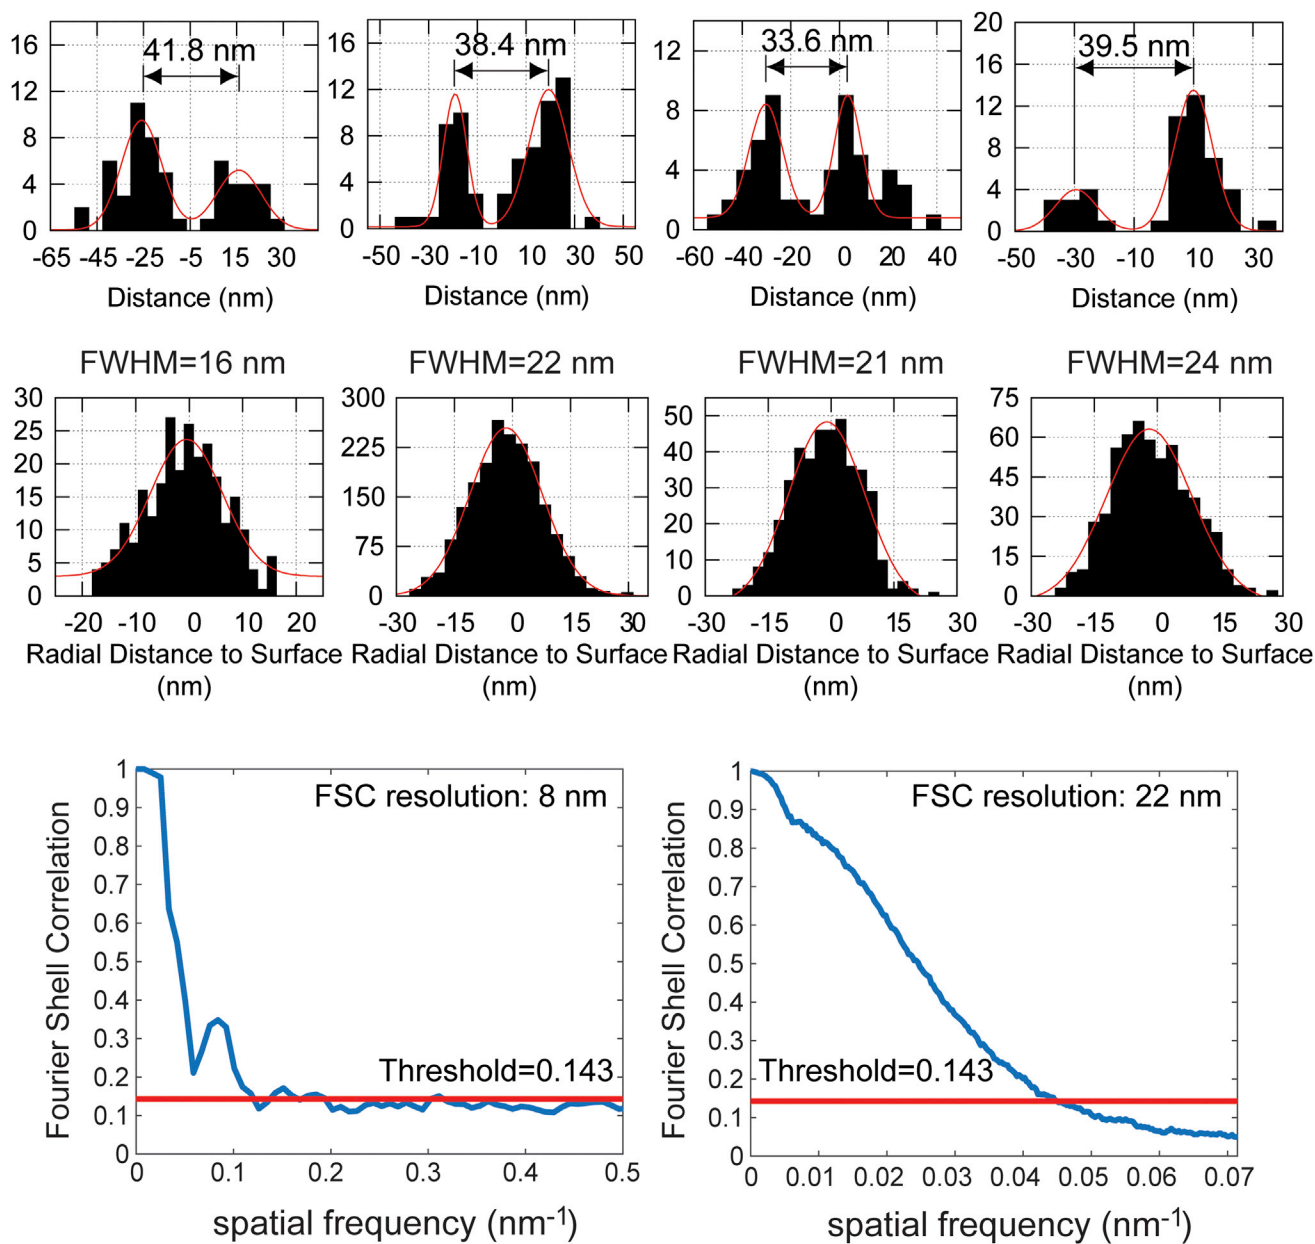 41.8 nm
16
12
8
4
0
-65 -45 -25 -5 15 30
Distance (nm)
38.4 nm
16
12
8
4
0
-50 -30 -10 10 30 50
Distance (nm)
33.6 nm
12
8
4
0
-60 -40 -20 0 20 40
Distance (nm)
39.5 nm
20
16
12
8
4
0
-50 -30 -10 10 30
Distance (nm)
FWHM=16 nm
30
25
20
15
10
5
0
-20 -10 0 10 20
Radial Distance to Surface
(nm)
FWHM=22 nm
300
225
150
75
0
-30 -15 0 15 30
Radial Distance to Surface
(nm)
FWHM=21 nm
50
40
30
20
10
0
-30 -15 0 15 30
Radial Distance to Surface
(nm)
FWHM=24 nm
75
60
45
30
15
0
-30 -15 0 15 30
Radial Distance to Surface
(nm)
FSC resolution: 8 nm
Threshold=0.143
Fourier Shell Correlation
1
0.9
0.8
0.7
0.6
0.5
0.4
0.3
0.2
0.1
0
0 0.1 0.2 0.3 0.4 0.5
spatial frequency (nm⁻¹)
FSC resolution: 22 nm
Threshold=0.143
Fourier Shell Correlation
1
0.9
0.8
0.7
0.6
0.5
0.4
0.3
0.2
0.1
0
0 0.01 0.02 0.03 0.04 0.05 0.06 0.07
spatial frequency (nm⁻¹)